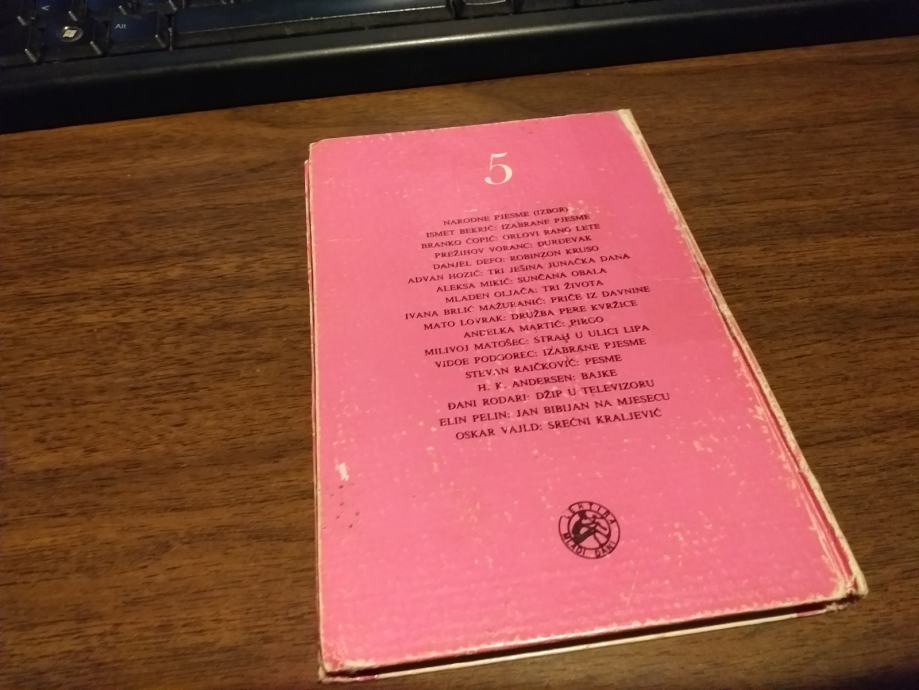 Alt
5
NARODNE PJESME (IZBOR)
ISMET BEKRIĆ: IZABRANE PJESME
BRANKO ĆOPIĆ: ORLOVI RANO LETE
PREŽIHOV VORANC: ĐURĐEVAK
DANJEL DEFO: ROBINZON KRUSO
ADVAN HOZIĆ: TRI JEŠINA JUNAČKA DANA
ALEKSA MIKIĆ: SUNČANA OBALA
MLADEN OLJAČA: TRI ŽIVOTA
IVANA BRLIĆ MAŽURANIĆ: PRIČE IZ DAVNINE
MATO LOVRAK: DRUŽBA PERE KVRŽICE
ANĐELKA MARTIĆ: PIRGO
MILIVOJ MATOŠEC: STRAH U ULICI LIPA
VIDOE PODGOREC: IZABRANE PJESME
STEVAN RAIČKOVIĆ: PESME
H. K. ANDERSEN: BAJKE
ĐANI RODARI: DŽIP U TELEVIZORU
ELIN PELIN: JAN BIBIJAN NA MJESECU
OSKAR VAJLD: SREĆNI KRALJEVIĆ
LEKTIRA
MLADI DANI